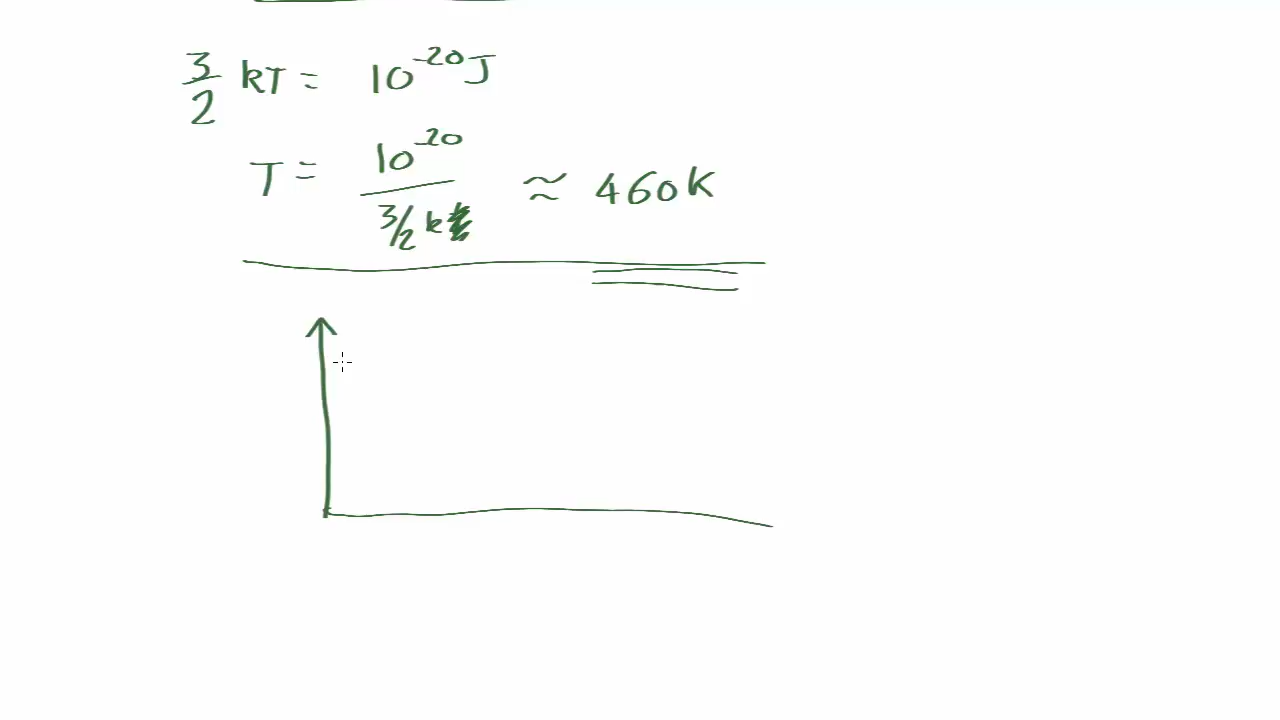 3/2 kT = 10^-20 J
T = 10^-20 / 3/2 k ≈ 460K